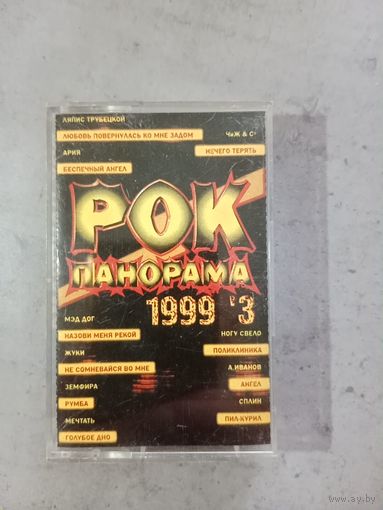 ЛЯПИС ТРУБЕЦКОЙ
ЛЮБОВЬ ПОВЕРНУЛАСЬ КО МНЕ ЗАДОМ
ЧиЖ & С°
АРИЯ
НЕЧЕГО ТЕРЯТЬ
БЕСПЕЧНЫЙ АНГЕЛ
РОК
ПАНОРАМА
1999 '3
МЭД ДОГ
НОГУ СВЕЛО
НАЗОВИ МЕНЯ РЕКОЙ
ЖУКИ
ПОЛИКЛИНИКА
НЕ СОМНЕВАЙСЯ ВО МНЕ
А.ИВАНОВ
ЗЕМФИРА
АНГЕЛ
РУМБА
СПЛИН
МЕЧТАТЬ
ПИЛ-КУРИЛ
ГОЛУБОЕ ДНО
www.ay.by